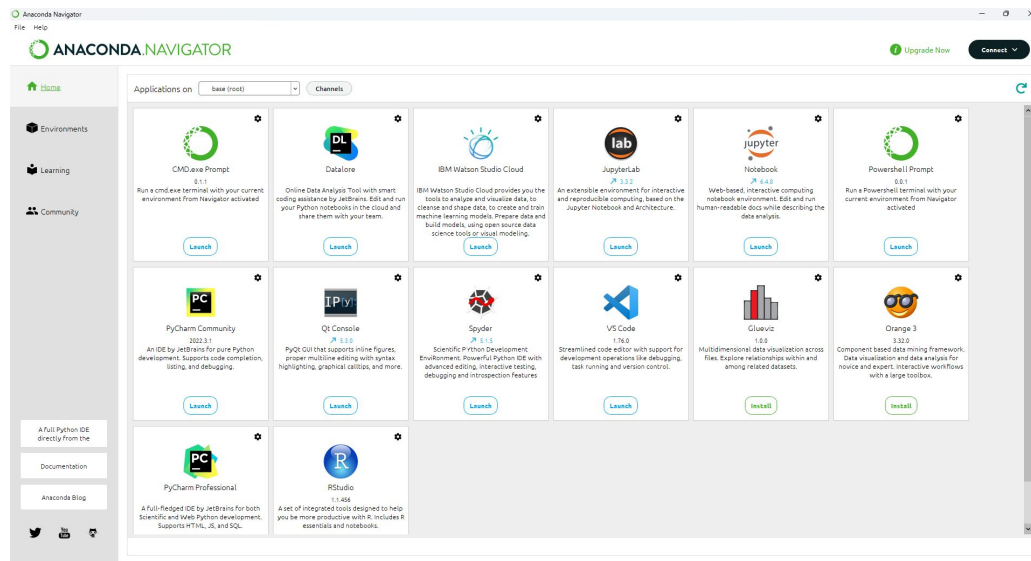 Anaconda Navigator
File Help
ANACONDA.NAVIGATOR
Upgrade Now
Connect
Home
Environments
Learning
Community
A full Python IDE
directly from the
Documentation
Anaconda Blog
You
Tube
Applications on
base (root)
Channels
CMD.exe Prompt
0.1.1
Run a cmd.exe terminal with your current
environment from Navigator activated
Launch
DL
Datalore
Online Data Analysis Tool with smart
coding assistance by JetBrains. Edit and run
your Python notebooks in the cloud and
share them with your team.
Launch
IBM Watson Studio Cloud
IBM Watson Studio Cloud provides you the
tools to analyze and visualize data, to
cleanse and shape data, to create and train
machine learning models. Prepare data and
build models, using open source data
science tools or visual modeling.
Launch
lab
JupyterLab
3.3.2
An extensible environment for interactive
and reproducible computing, based on the
Jupyter Notebook and Architecture.
Launch
jupyter
Notebook
6.4.8
Web-based, interactive computing
notebook environment. Edit and run
human-readable docs while describing the
data analysis.
Launch
Powershell Prompt
0.0.1
Run a Powershell terminal with your
current environment from Navigator
activated
Launch
PC
PyCharm Community
2022.3.1
An IDE by JetBrains for pure Python
development. Supports code completion,
listing, and debugging.
Launch
IP[y]:
Qt Console
5.3.0
PyQt GUI that supports inline figures,
proper multiline editing with syntax
highlighting, graphical calltips, and more.
Launch
Spyder
5.1.5
Scientific PYthon Development
EnviRonment. Powerful Python IDE with
advanced editing, interactive testing,
debugging and introspection features
Launch
VS Code
1.76.0
Streamlined code editor with support for
development operations like debugging,
task running and version control.
Launch
Glueviz
1.0.0
Multidimensional data visualization across
files. Explore relationships within and
among related datasets.
Install
Orange 3
3.32.0
Component based data mining framework.
Data visualization and data analysis for
novice and expert. Interactive workflows
with a large toolbox.
Install
PC
PyCharm Professional
A full-fledged IDE by JetBrains for both
Scientific and Web Python development.
Supports HTML, JS, and SQL.
R
RStudio
1.1.456
A set of integrated tools designed to help
you be more productive with R. Includes R
essentials and notebooks.